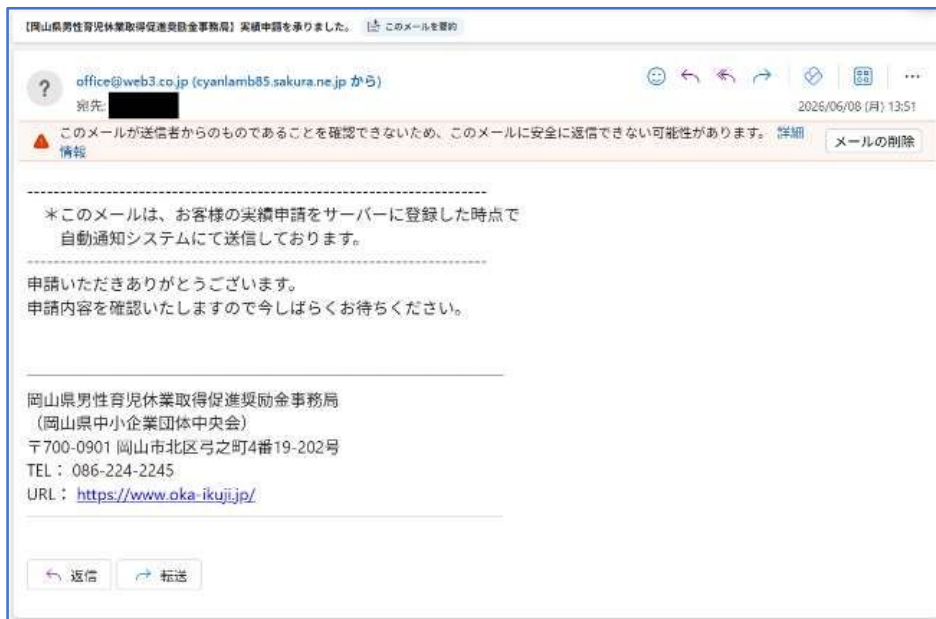 【岡山県男性育児休業取得促進奨励金事務局】実績申請を承りました。 このメールを要約
?
office@web3.co.jp (cyanlamb85.sakura.ne.jp から)
宛先:
2026/06/08 (月) 13:51
このメールが送信者からのものであることを確認できないため、このメールに安全に返信できない可能性があります。 詳細
情報
メールの削除
--------------------------------------------------------------------
＊このメールは、お客様の実績申請をサーバーに登録した時点で
自動通知システムにて送信しております。
--------------------------------------------------------------------
申請いただきありがとうございます。
申請内容を確認いたしますので今しばらくお待ちください。
岡山県男性育児休業取得促進奨励金事務局
（岡山県中小企業団体中央会）
〒700-0901 岡山市北区弓之町4番19-202号
TEL： 086-224-2245
URL： https://www.oka-ikuji.jp/
返信 転送